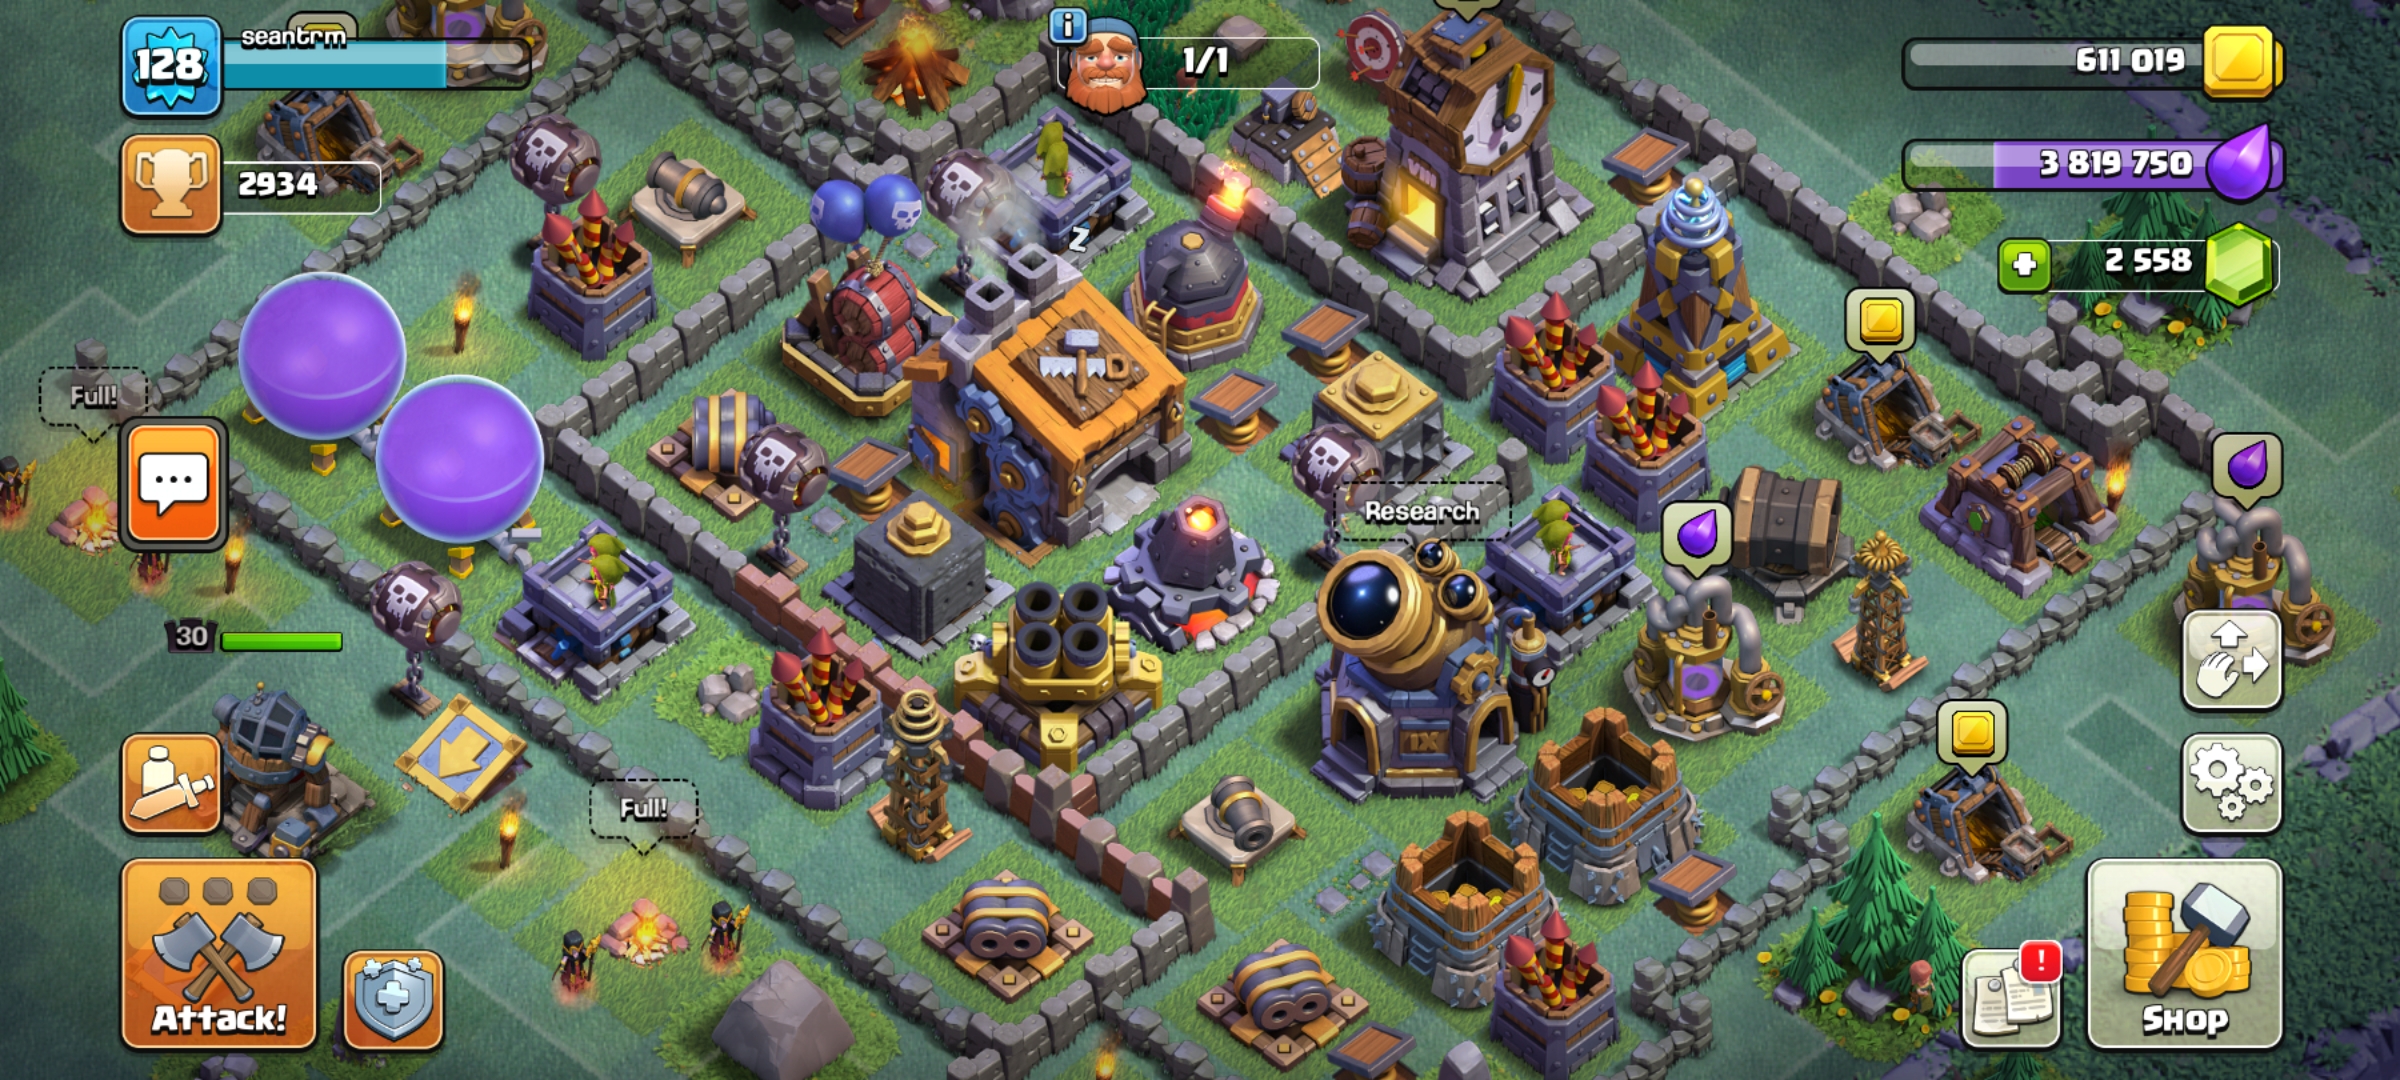 seantrm
128
2934
i
1/1
611 019
3 819 750
2 558
Full!
z
Research
30
IX
Full!
Attack!
!
Shop